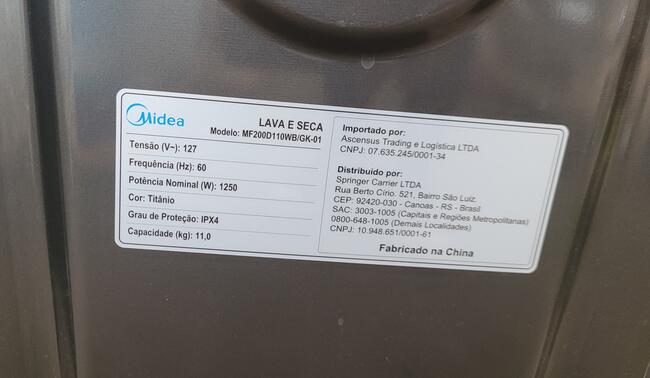 Midea
LAVA E SECA
Modelo: MF200D110WB/GK-01
Tensão (V~): 127
Frequência (Hz): 60
Potência Nominal (W): 1250
Cor: Titânio
Grau de Proteção: IPX4
Capacidade (kg): 11,0
Importado por:
Ascensus Trading e Logística LTDA
CNPJ: 07.635.245/0001-34
Distribuído por:
Springer Carrier LTDA
Rua Berto Círio, 521, Bairro São Luiz.
CEP: 92420-030 - Canoas - RS - Brasil
SAC: 3003-1005 (Capitais e Regiões Metropolitanas)
0800-648-1005 (Demais Localidades)
CNPJ: 10.948.651/0001-61
Fabricado na China